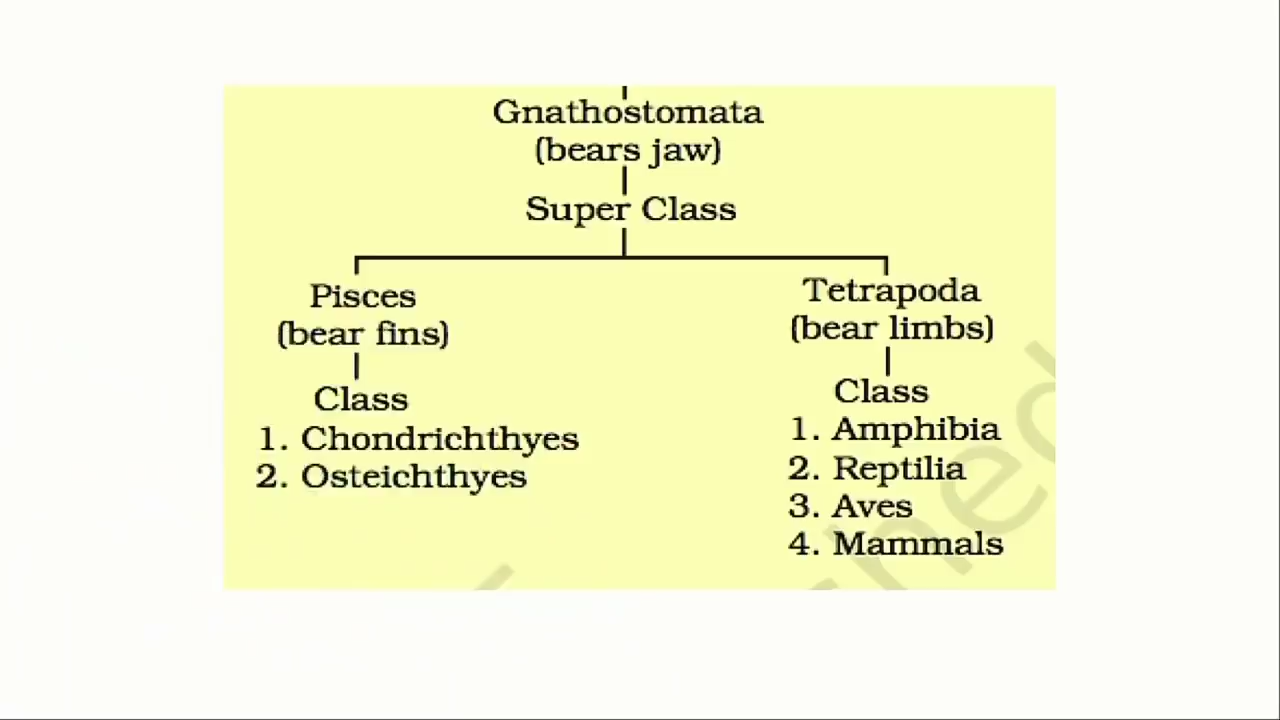 Gnathostomata
(bears jaw)
Super Class
Pisces
(bear fins)
Class
1. Chondrichthyes
2. Osteichthyes
Tetrapoda
(bear limbs)
Class
1. Amphibia
2. Reptilia
3. Aves
4. Mammals